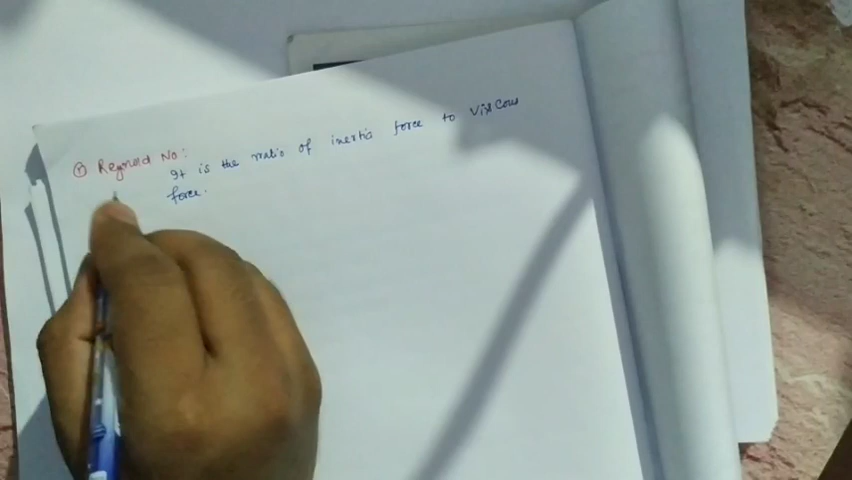 ① Reynold No:
It is the ratio of inertia force to viscous
force.